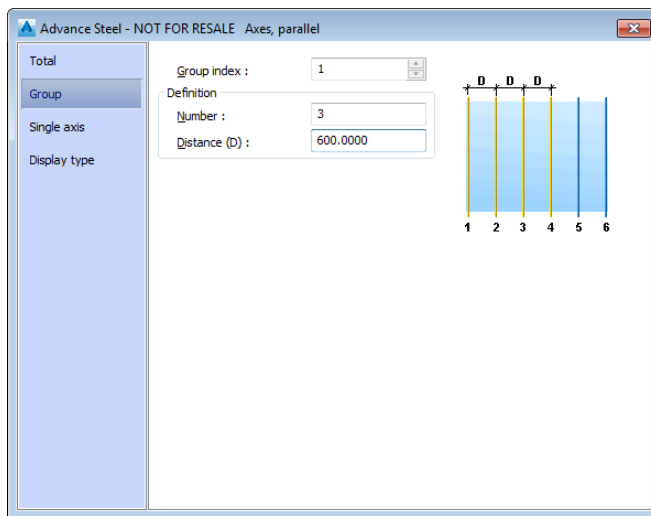 Advance Steel - NOT FOR RESALE Axes, parallel
Total
Group
Single axis
Display type
Group index : 1
Definition
Number : 3
Distance (D) : 600.0000
D D D
1 2 3 4 5 6